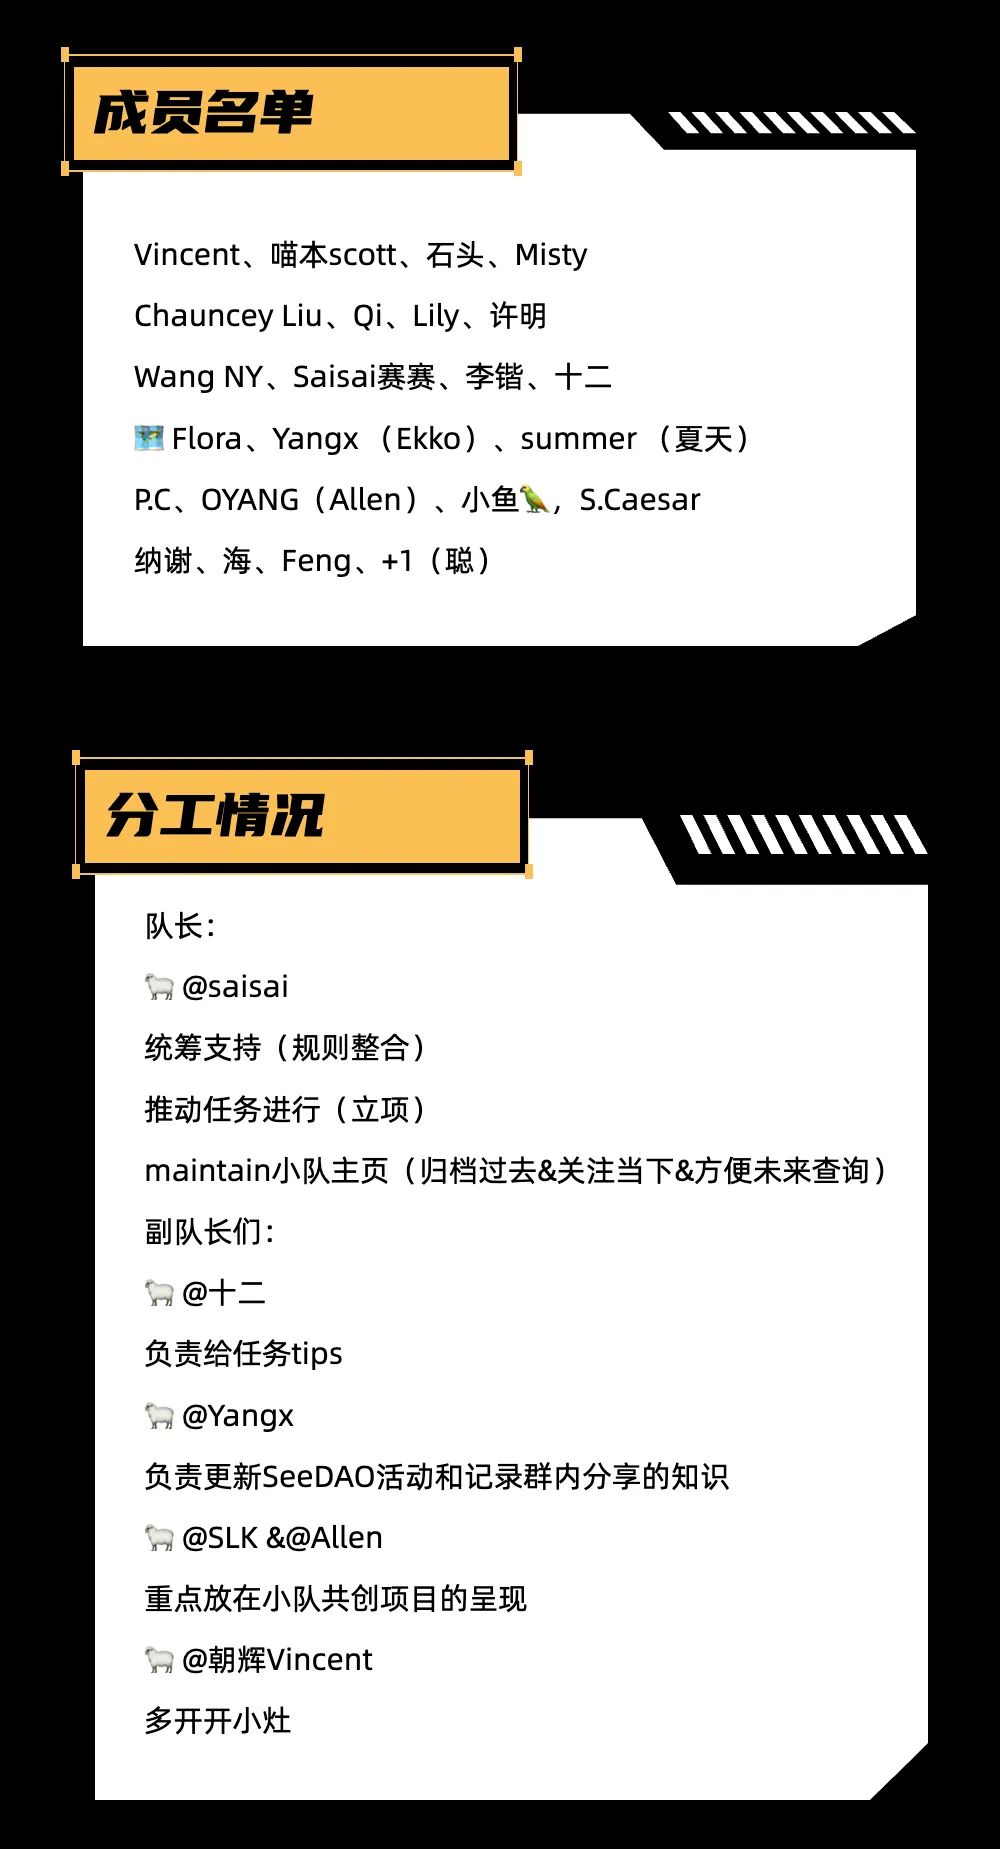 成员名单
Vincent、喵本scott、石头、Misty
Chauncey Liu、Qi、Lily、许明
Wang NY、Saisai赛赛、李锴、十二
🗺️ Flora、Yangx （Ekko）、summer （夏天）
P.C、OYANG（Allen）、小鱼🦜，S.Caesar
纳谢、海、Feng、+1（聪）
分工情况
队长：
🐑 @saisai
统筹支持（规则整合）
推动任务进行（立项）
maintain小队主页（归档过去&关注当下&方便未来查询）
副队长们：
🐑 @十二
负责给任务tips
🐑 @Yangx
负责更新SeeDAO活动和记录群内分享的知识
🐑 @SLK &@Allen
重点放在小队共创项目的呈现
🐑 @朝辉Vincent
多开开小灶